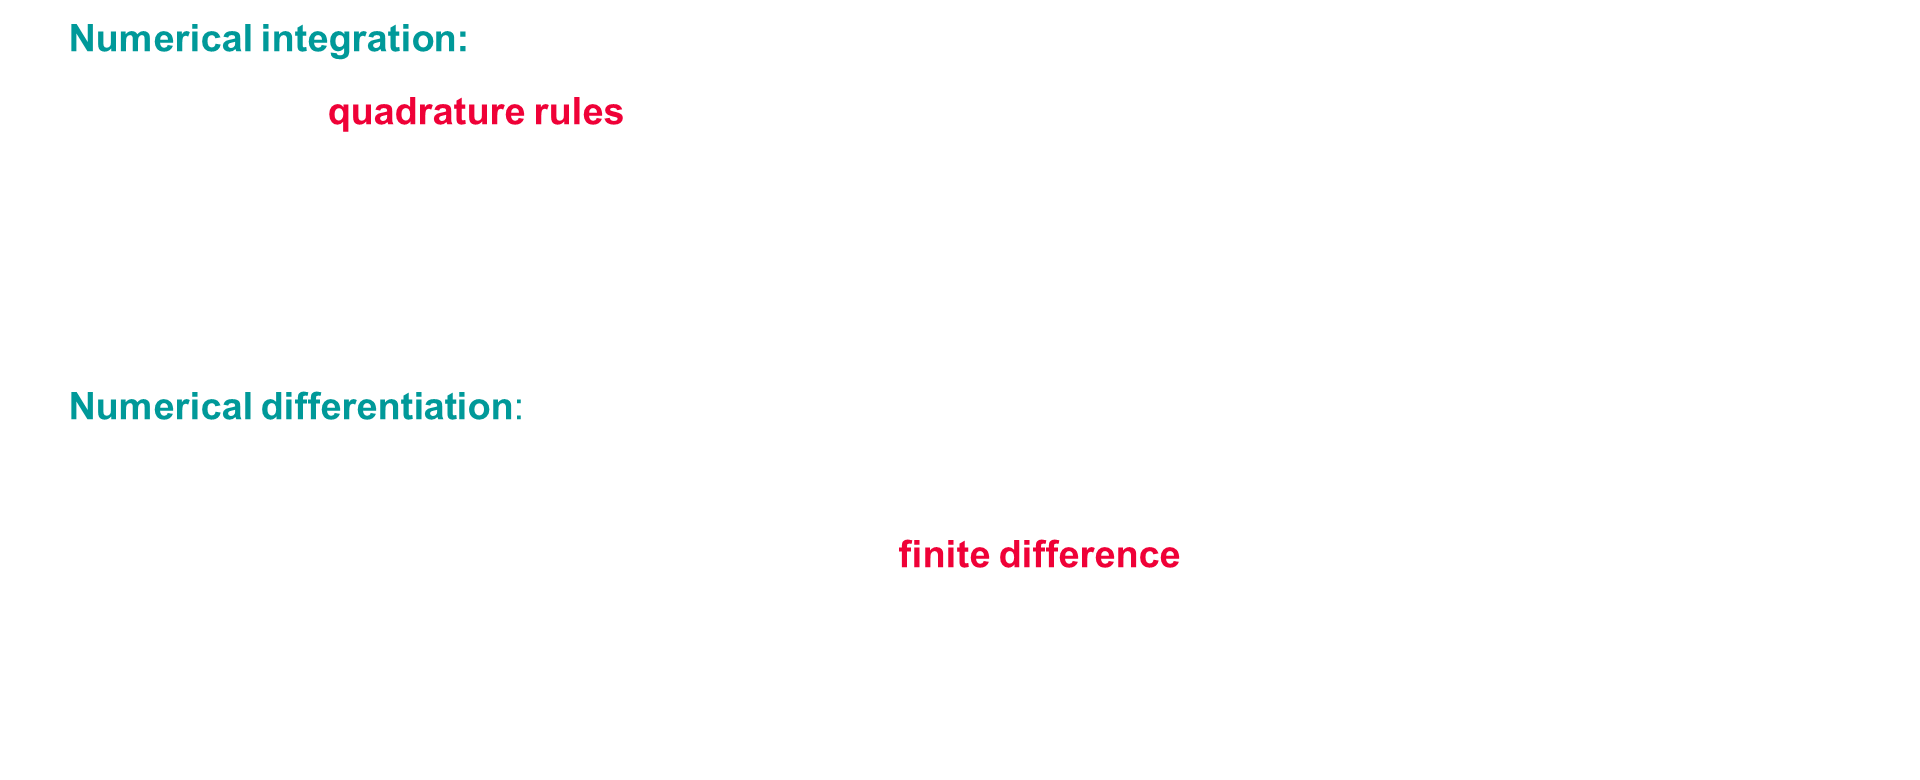 Numerical integration:
quadrature rules
Numerical differentiation:
finite difference